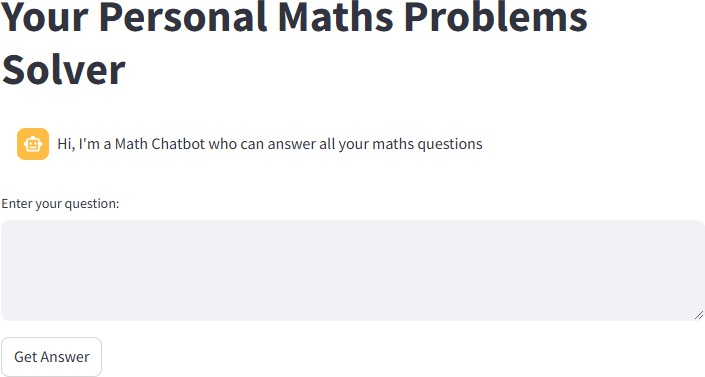 Your Personal Maths Problems
Solver
Hi, I'm a Math Chatbot who can answer all your maths questions
Enter your question:
Get Answer